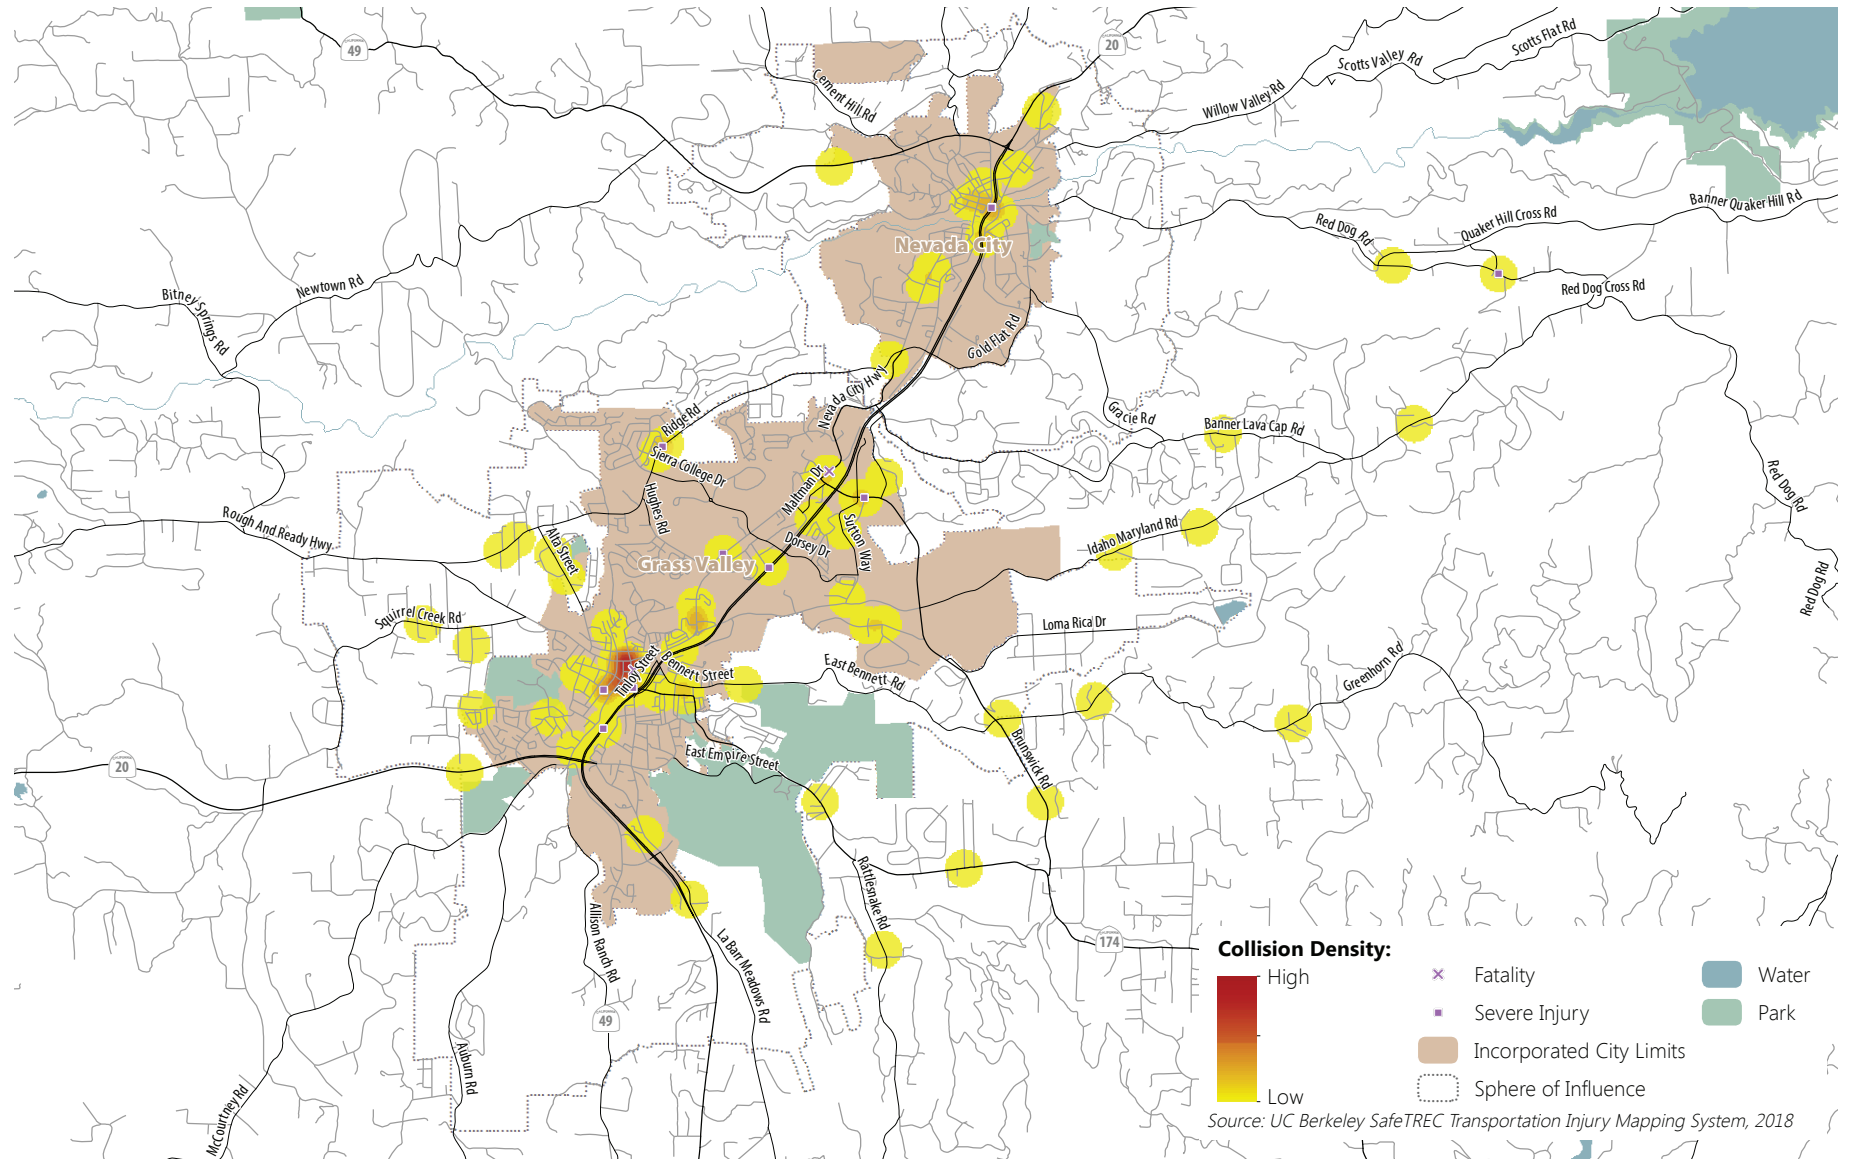 CALIFORNIA
49
CALIFORNIA
20
Scotts Flat Rd
Scotts Valley Rd
Cement Hill Rd
Willow Valley Rd
Banner Quaker Hill Rd
Quaker Hill Cross Rd
Red Dog Rd
Nevada City
Red Dog Cross Rd
Newtown Rd
Bitney Springs Rd
Gold Flat Rd
Nevada City Hwy
Ridge Rd
Gracie Rd
Banner Lava Cap Rd
Sierra College Dr
Maltman Dr
Hughes Rd
Red Dog Rd
Rough And Ready Hwy
Alta Street
Dorsey Dr
Sutton Way
Idaho Maryland Rd
Grass Valley
Red Dog Rd
Squirrel Creek Rd
Loma Rica Dr
Tinloy Street
Bennett Street
East Bennett Rd
Greenhorn Rd
East Empire Street
Brunswick Rd
CALIFORNIA
20
Rattlesnake Rd
Allison Ranch Rd
La Barr Meadows Rd
CALIFORNIA
174
CALIFORNIA
49
Auburn Rd
McCourtney Rd
Collision Density:
High
Low
Fatality
Severe Injury
Incorporated City Limits
Sphere of Influence
Water
Park
Source: UC Berkeley SafeTREC Transportation Injury Mapping System, 2018